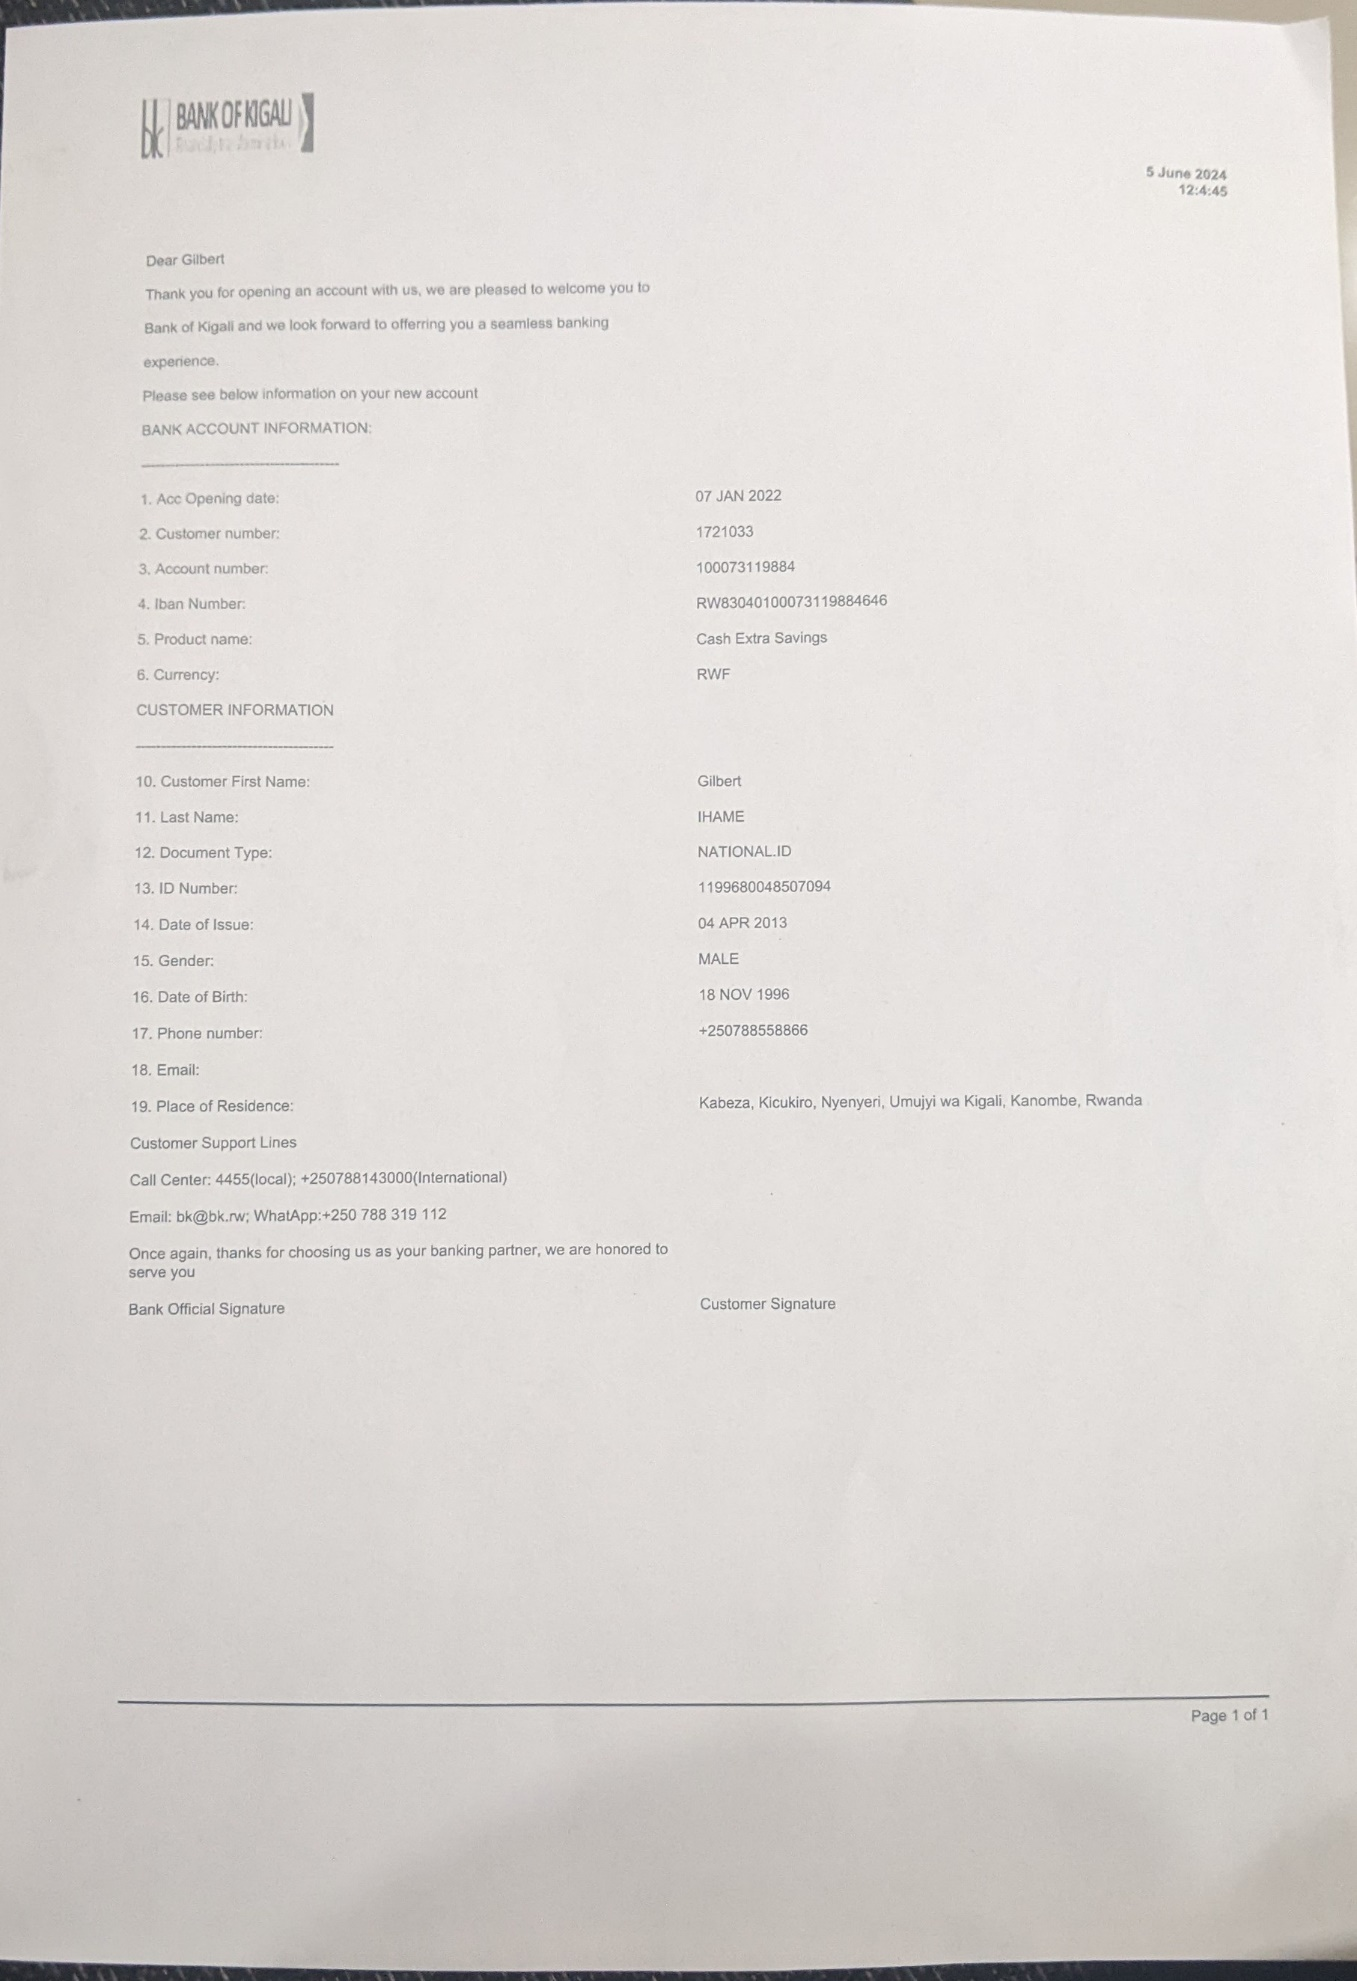 bk BANK OF KIGALI
5 June 2024
12:4:45
Dear Gilbert
Thank you for opening an account with us, we are pleased to welcome you to
Bank of Kigali and we look forward to offerring you a seamless banking
experience.
Please see below information on your new account
BANK ACCOUNT INFORMATION:
1. Acc Opening date: 07 JAN 2022
2. Customer number: 1721033
3. Account number: 100073119884
4. Iban Number: RW83040100073119884646
5. Product name: Cash Extra Savings
6. Currency: RWF
CUSTOMER INFORMATION
10. Customer First Name: Gilbert
11. Last Name: IHAME
12. Document Type: NATIONAL.ID
13. ID Number: 1199680048507094
14. Date of Issue: 04 APR 2013
15. Gender: MALE
16. Date of Birth: 18 NOV 1996
17. Phone number: +250788558866
18. Email:
19. Place of Residence: Kabeza, Kicukiro, Nyenyeri, Umujyi wa Kigali, Kanombe, Rwanda
Customer Support Lines
Call Center: 4455(local); +250788143000(International)
Email: bk@bk.rw; WhatApp:+250 788 319 112
Once again, thanks for choosing us as your banking partner, we are honored to
serve you
Bank Official Signature Customer Signature
Page 1 of 1